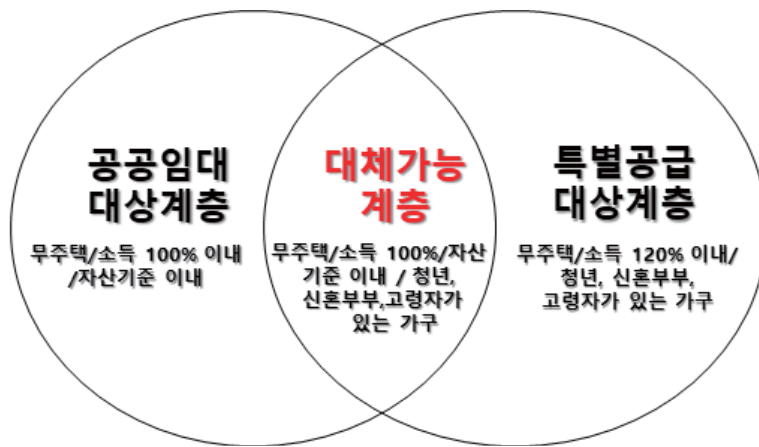 공공임대
대상계층
무주택/소득 100% 이내
/자산기준 이내
대체가능
계층
무주택/소득 100%/자산
기준 이내 / 청년,
신혼부부,고령자가
있는 가구
특별공급
대상계층
무주택/소득 120% 이내/
청년, 신혼부부,
고령자가 있는 가구